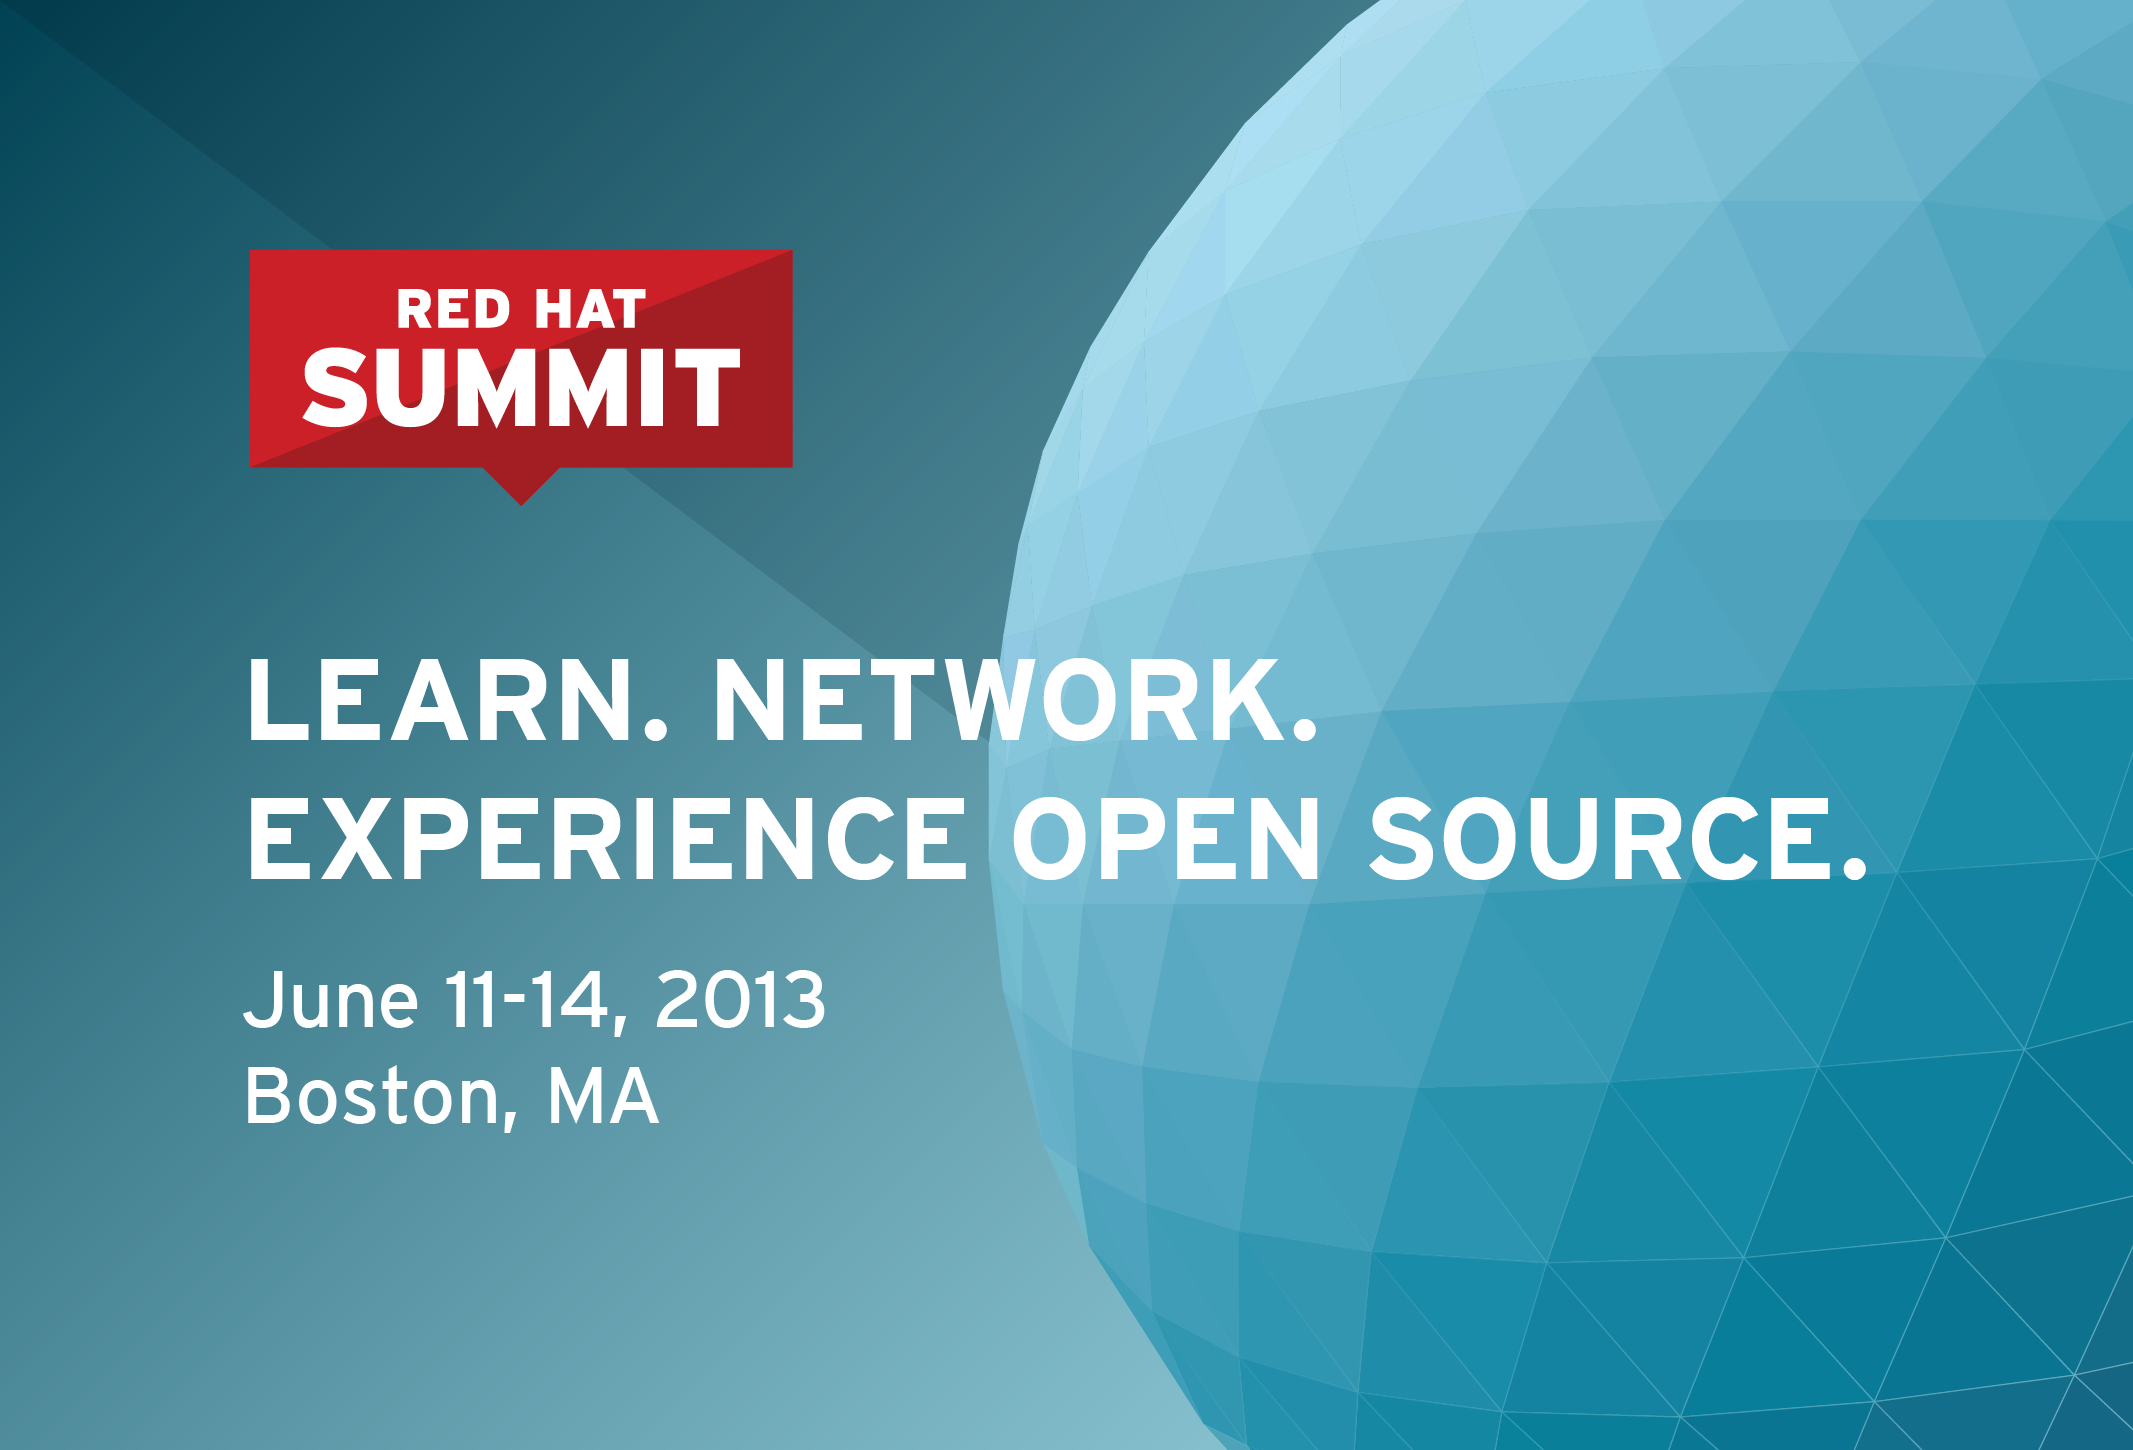 RED HAT
SUMMIT
LEARN. NETWORK.
EXPERIENCE OPEN SOURCE.
June 11-14, 2013
Boston, MA